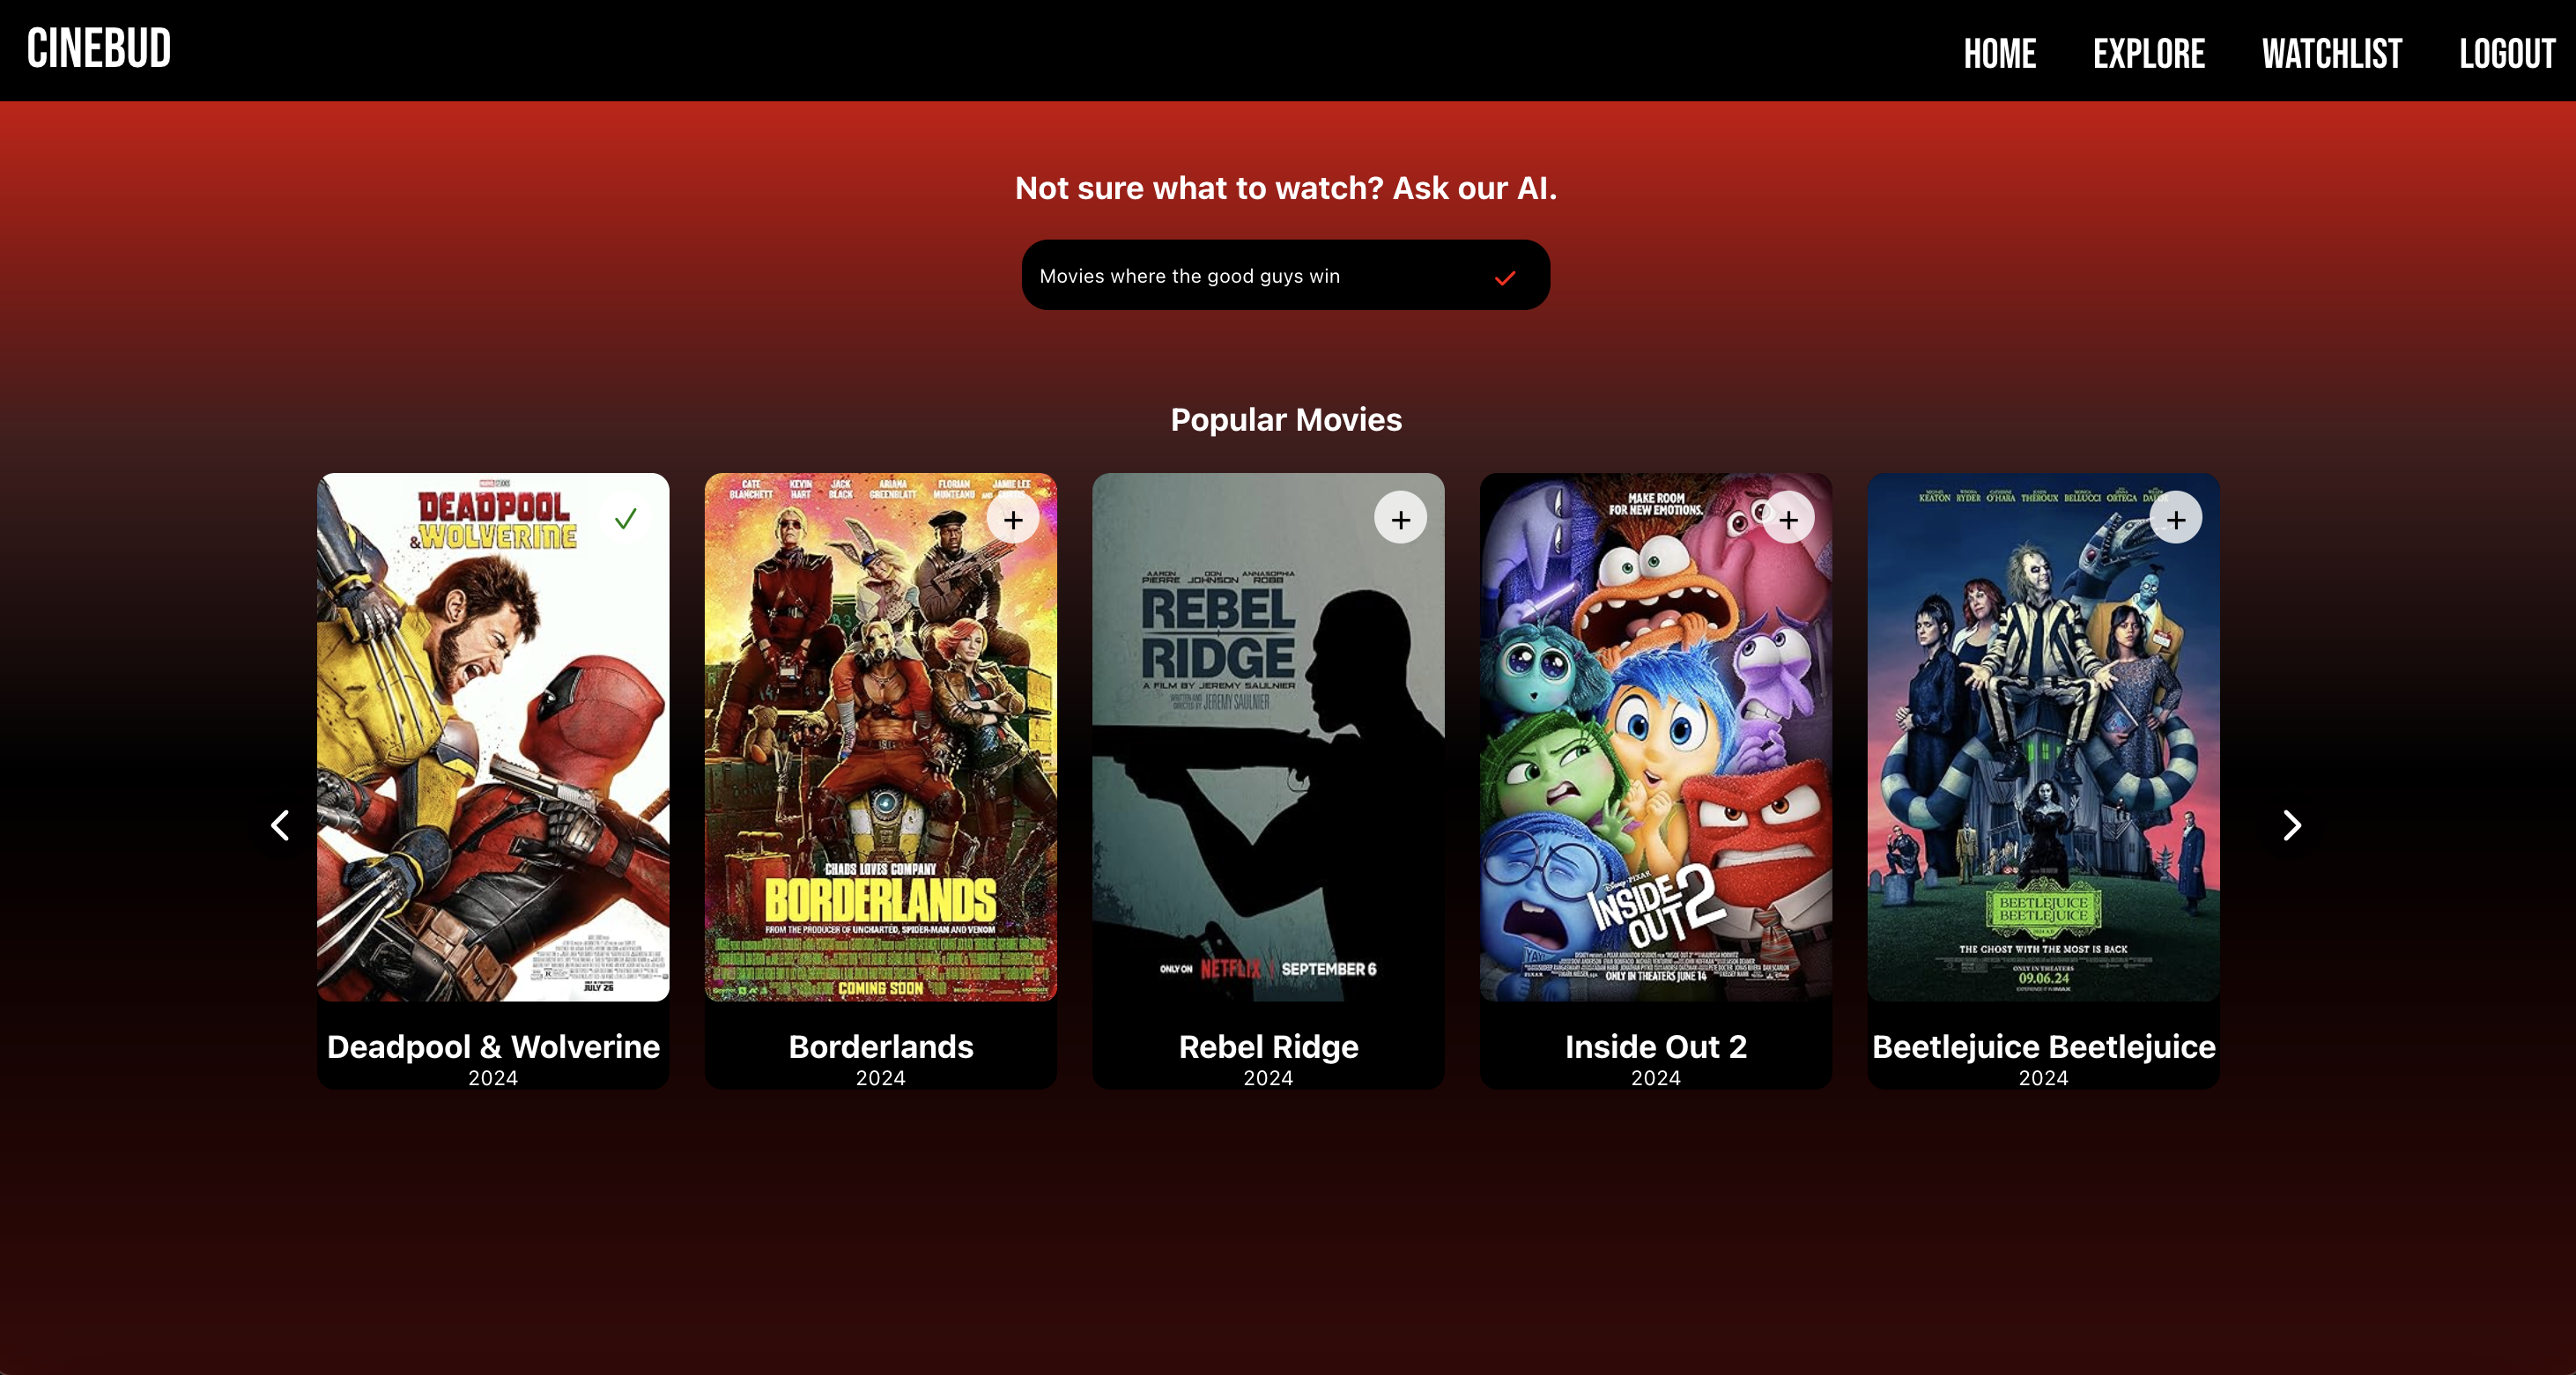 CINEBUD
HOME EXPLORE WATCHLIST LOGOUT
Not sure what to watch? Ask our AI.
Movies where the good guys win
Popular Movies
DEADPOOL
& WOLVERINE
JULY 26
Deadpool & Wolverine
2024
CATE BLANCHETT KEVIN HART JACK BLACK ARIANA GREENBLATT FLORIAN MUNTEANU AND JAMIE LEE CURTIS
CHAOS LOVES COMPANY
BORDERLANDS
FROM THE PRODUCER OF UNCHARTED, SPIDER-MAN AND VENOM
COMING SOON
Borderlands
2024
AARON PIERRE DON JOHNSON ANNASOPHIA ROBB
REBEL
RIDGE
A FILM BY JEREMY SAULNIER
WRITTEN AND DIRECTED BY JEREMY SAULNIER
ONLY ON NETFLIX | SEPTEMBER 6
Rebel Ridge
2024
MAKE ROOM
FOR NEW EMOTIONS.
Disney PIXAR
INSIDE
OUT 2
ONLY IN THEATERS JUNE 14
Inside Out 2
2024
KEATON RYDER O'HARA THEROUX BELLUCCI ORTEGA
BEETLEJUICE
BEETLEJUICE
THE GHOST WITH THE MOST IS BACK
ONLY IN THEATERS
09.06.24
Beetlejuice Beetlejuice
2024